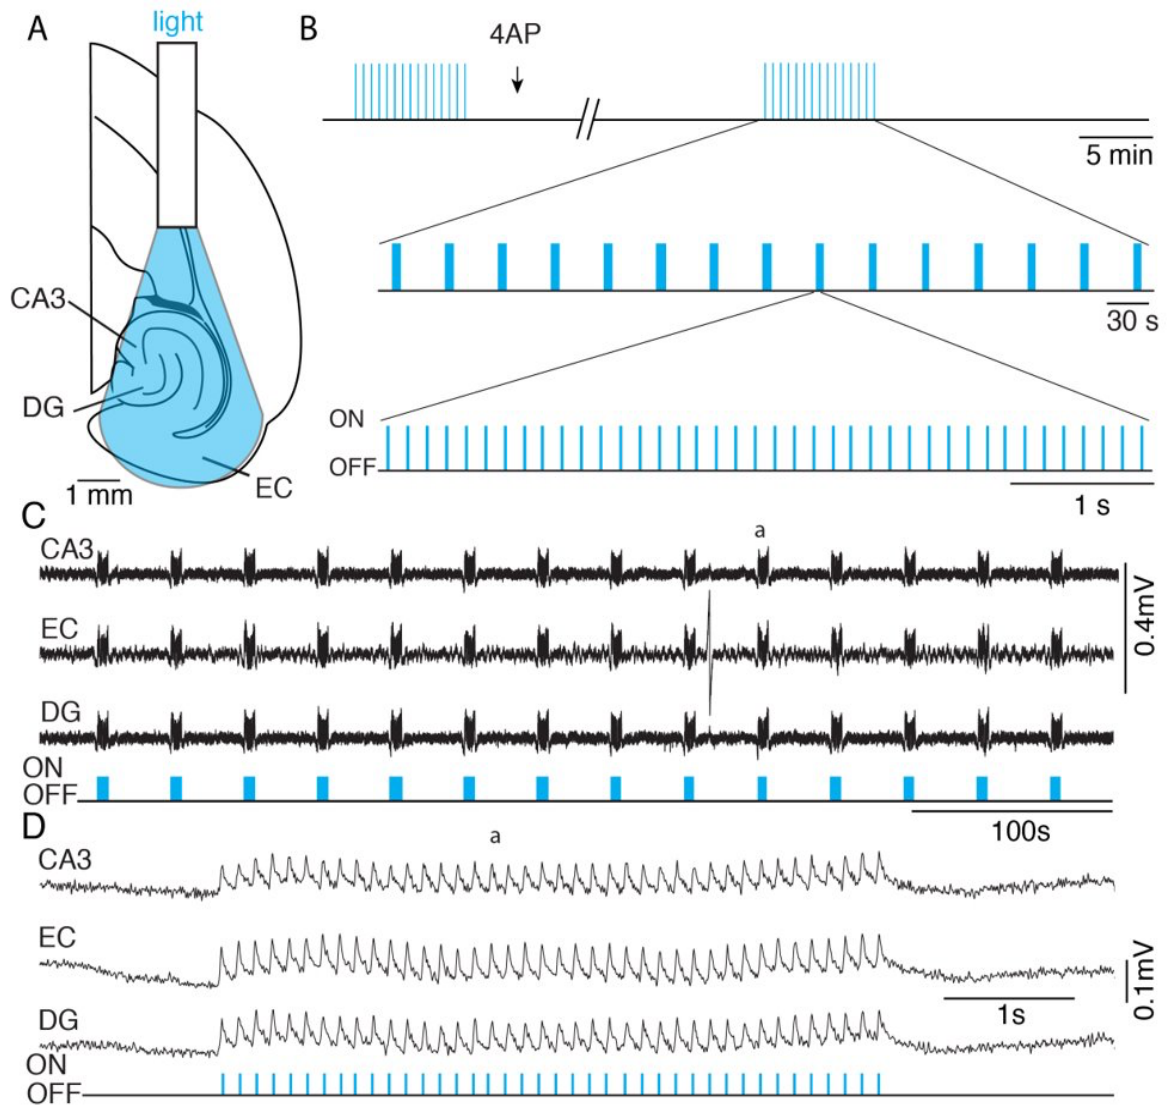 A
light
CA3
DG
EC
1 mm
B
4AP
5 min
30 s
ON
OFF
1 s
C
a
CA3
EC
DG
ON
OFF
0.4mV
100s
D
a
CA3
EC
DG
ON
OFF
0.1mV
1s